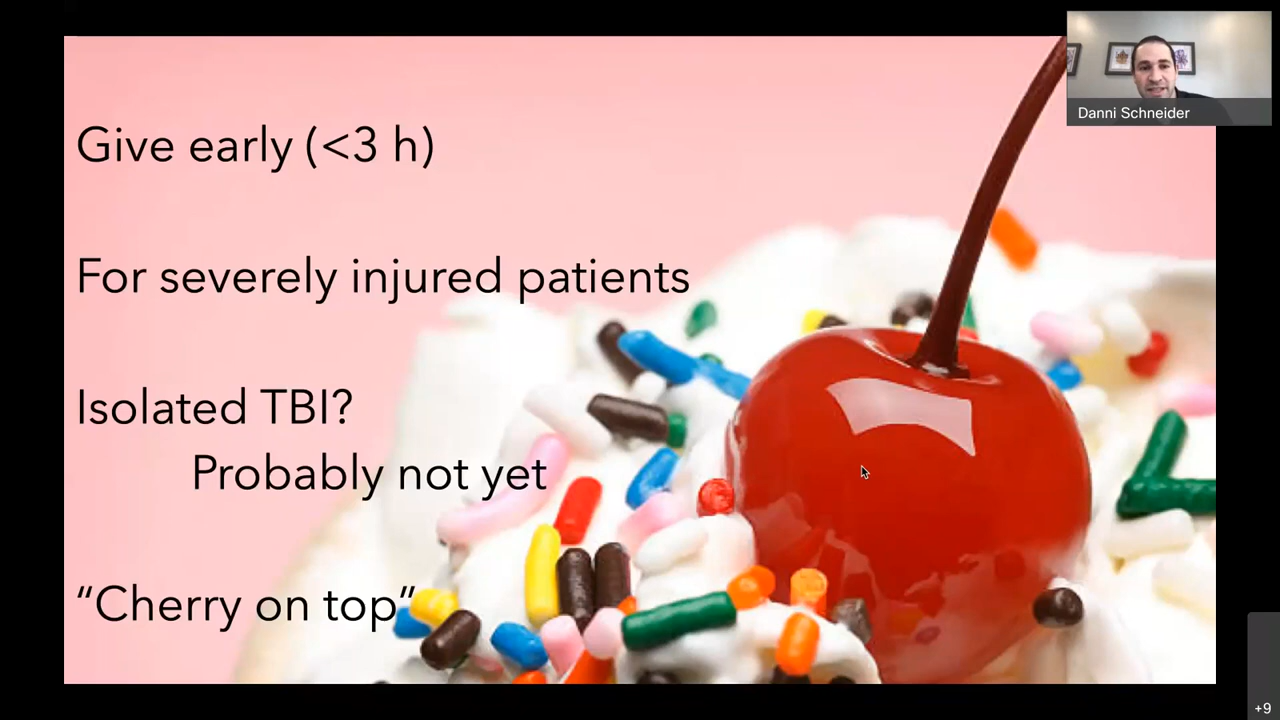 Give early (<3 h)
For severely injured patients
Isolated TBI?
Probably not yet
“Cherry on top”
Danni Schneider
+9